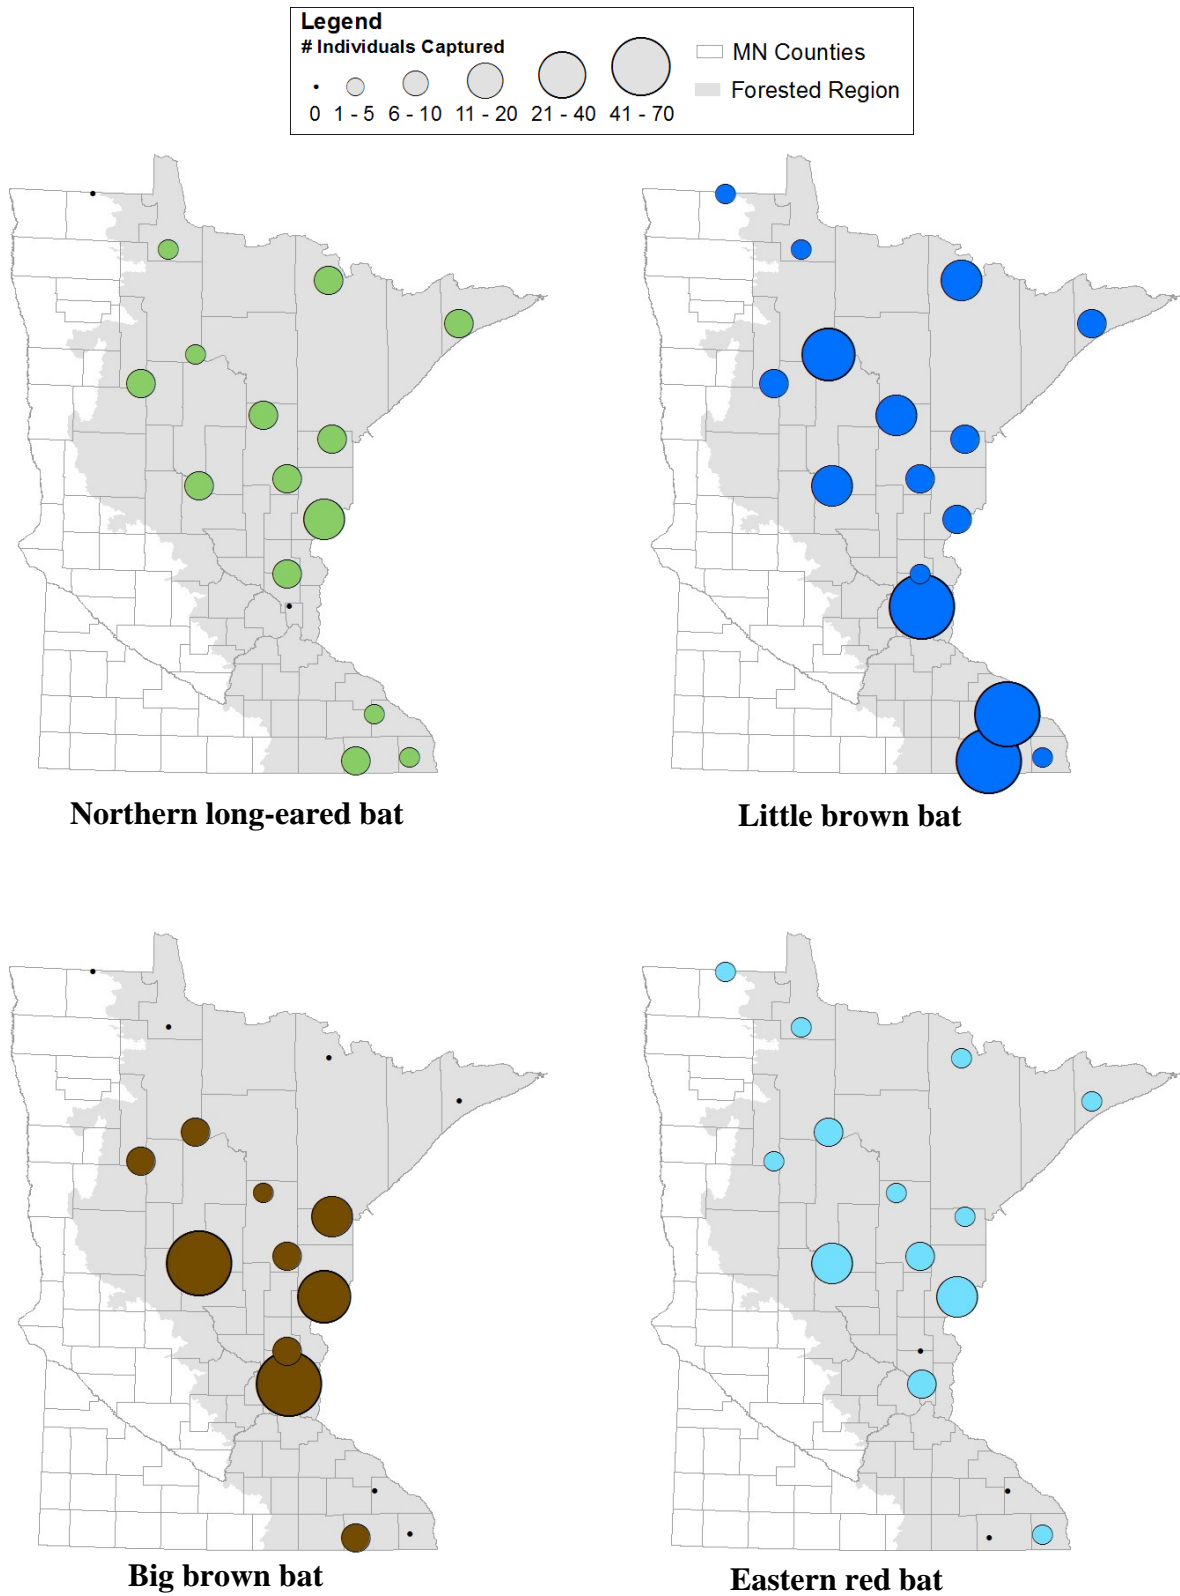 Legend
# Individuals Captured
0 1 - 5 6 - 10 11 - 20 21 - 40 41 - 70
MN Counties
Forested Region
Northern long-eared bat
Little brown bat
Big brown bat
Eastern red bat